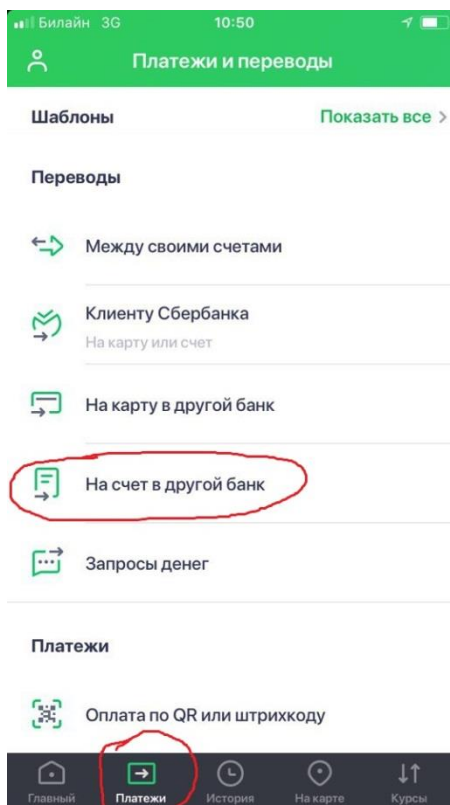 Билайн 3G 10:50
Платежи и переводы
Шаблоны Показать все
Переводы
Между своими счетами
Клиенту Сбербанка
На карту или счет
На карту в другой банк
На счет в другой банк
Запросы денег
Платежи
Оплата по QR или штрихкоду
Главный Платежи История На карте Курсы